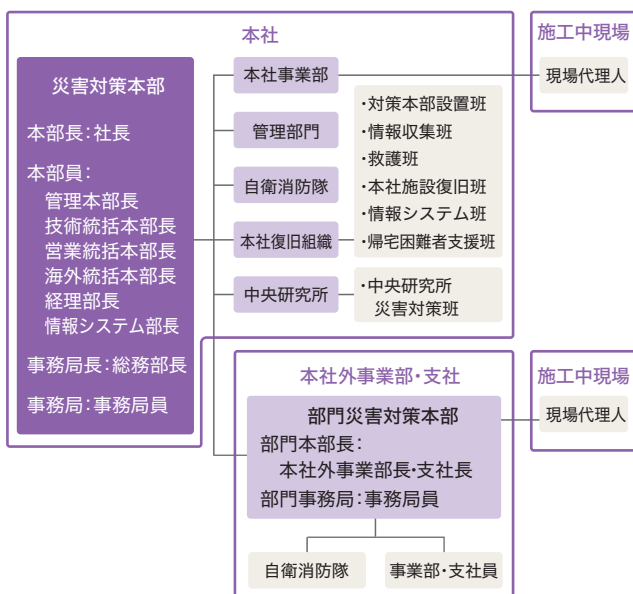 本社
災害対策本部
本部長：社長
本部員：
管理本部長
技術統括本部長
営業統括本部長
海外統括本部長
経理部長
情報システム部長
事務局長：総務部長
事務局：事務局員
本社事業部
管理部門
自衛消防隊
本社復旧組織
中央研究所
・対策本部設置班
・情報収集班
・救護班
・本社施設復旧班
・情報システム班
・帰宅困難者支援班
・中央研究所
災害対策班
施工中現場
現場代理人
本社外事業部・支社
部門災害対策本部
部門本部長：
本社外事業部長・支社長
部門事務局：事務局員
自衛消防隊
事業部・支社員
施工中現場
現場代理人